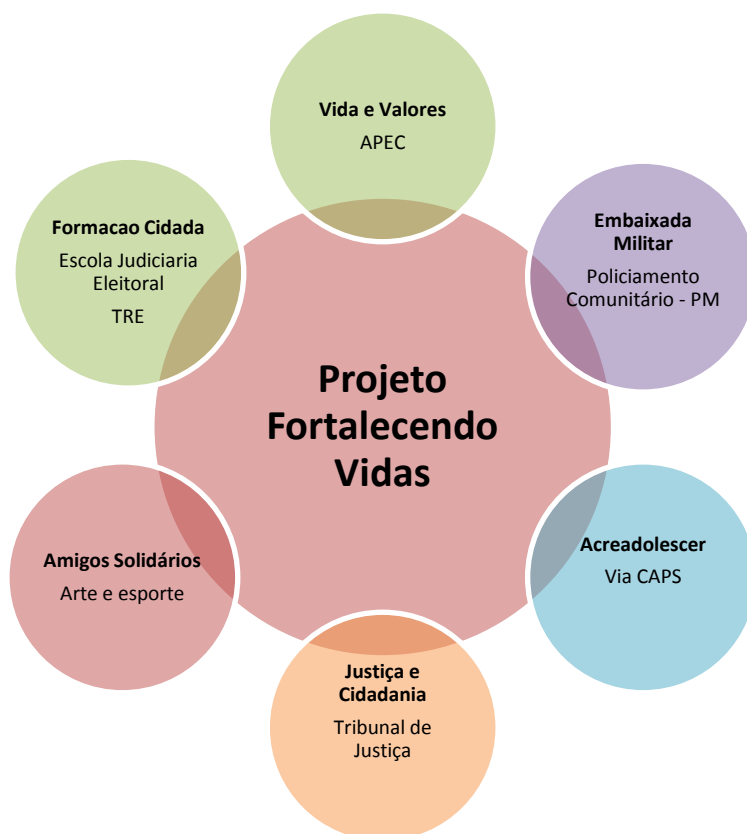 Vida e Valores
APEC
Embaixada
Militar
Policiamento
Comunitário - PM
Acreadolescer
Via CAPS
Justiça e
Cidadania
Tribunal de
Justiça
Amigos Solidários
Arte e esporte
Formacao Cidada
Escola Judiciaria
Eleitoral
TRE
Projeto
Fortalecendo
Vidas